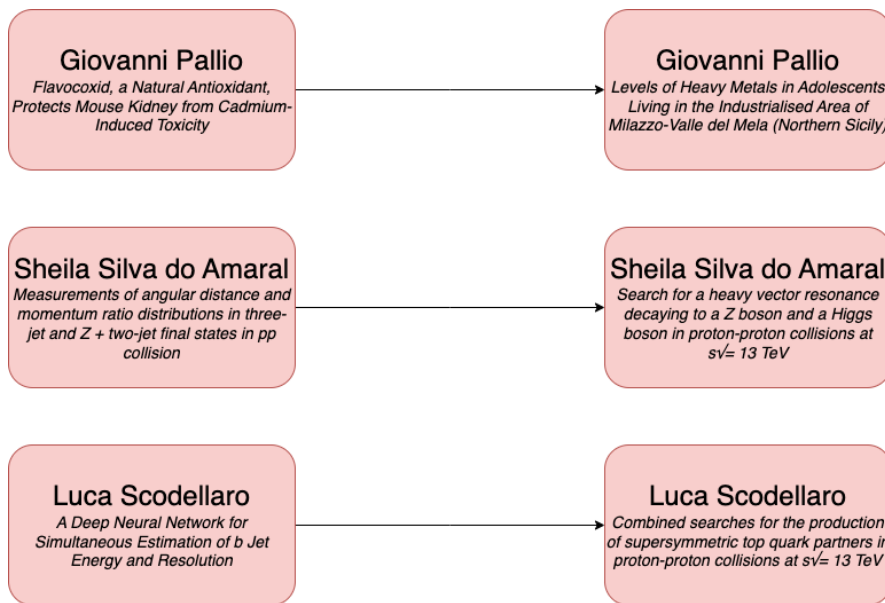 Giovanni Pallio
Flavocoxid, a Natural Antioxidant,
Protects Mouse Kidney from Cadmium-
Induced Toxicity
Giovanni Pallio
Levels of Heavy Metals in Adolescents
Living in the Industrialised Area of
Milazzo-Valle del Mela (Northern Sicily)
Sheila Silva do Amaral
Measurements of angular distance and
momentum ratio distributions in three-
jet and Z + two-jet final states in pp
collision
Sheila Silva do Amaral
Search for a heavy vector resonance
decaying to a Z boson and a Higgs
boson in proton-proton collisions at
s√= 13 TeV
Luca Scodellaro
A Deep Neural Network for
Simultaneous Estimation of b Jet
Energy and Resolution
Luca Scodellaro
Combined searches for the production
of supersymmetric top quark partners in
proton-proton collisions at s√= 13 TeV